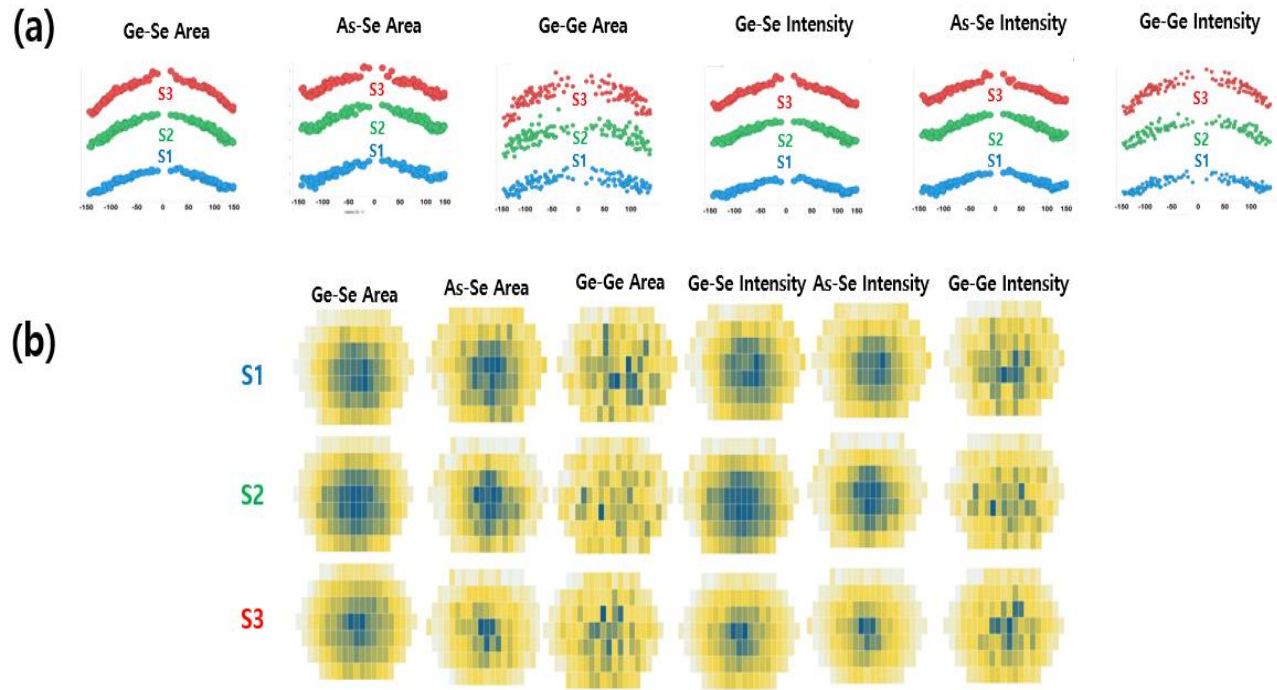 (a)
Ge-Se Area
As-Se Area
Ge-Ge Area
Ge-Se Intensity
As-Se Intensity
Ge-Ge Intensity
S3
S2
S1
-150 -100 -50 0 50 100 150
S3
S2
S1
-150 -100 -50 0 50 100 150
S3
S2
S1
-150 -100 -50 0 50 100
S3
S2
S1
-150 -100 -50 0 50 100 150
S3
S2
S1
-150 -100 -50 0 50 100 150
S3
S2
S1
-150 -100 -50 0 50 100
(b)
Ge-Se Area
As-Se Area
Ge-Ge Area
Ge-Se Intensity
As-Se Intensity
Ge-Ge Intensity
S1
S2
S3